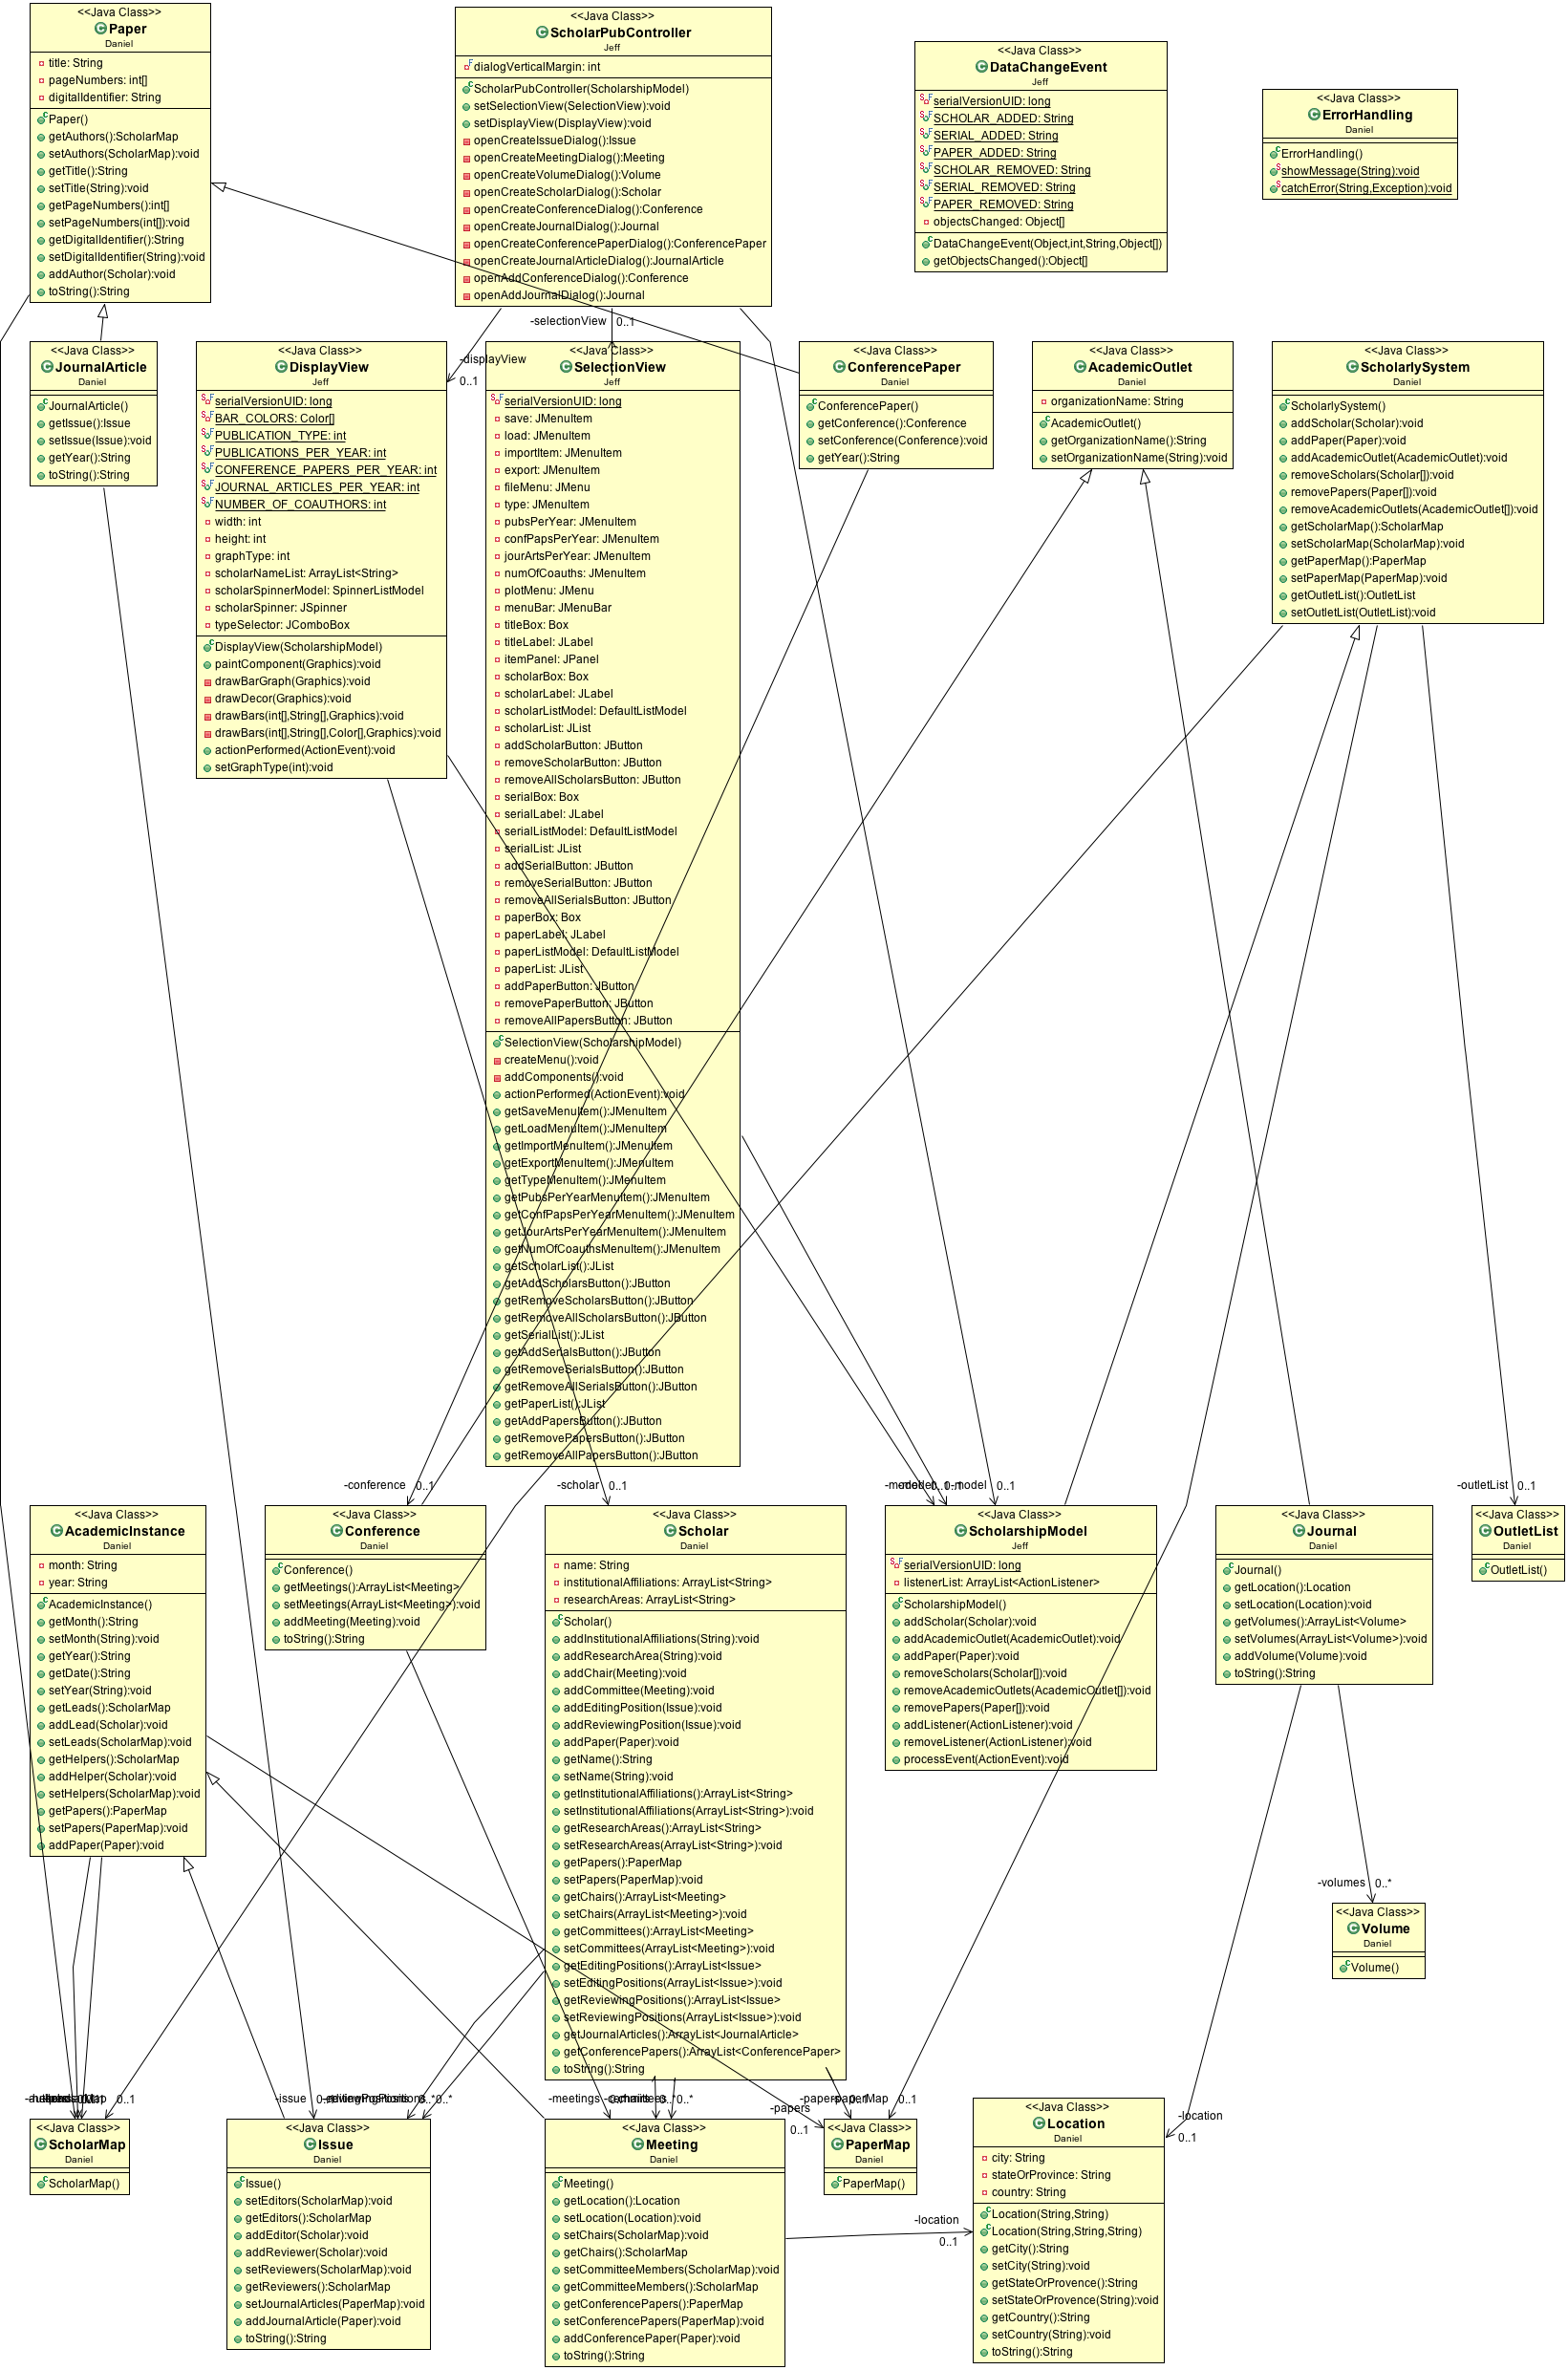 <<Java Class>>
Paper
Daniel
title: String
pageNumbers: int[]
digitalIdentifier: String
Paper()
getAuthors():ScholarMap
setAuthors(ScholarMap):void
getTitle():String
setTitle(String):void
getPageNumbers():int[]
setPageNumbers(int[]):void
getDigitalIdentifier():String
setDigitalIdentifier(String):void
addAuthor(Scholar):void
toString():String
<<Java Class>>
ScholarPubController
Jeff
dialogVerticalMargin: int
ScholarPubController(ScholarshipModel)
setSelectionView(SelectionView):void
setDisplayView(DisplayView):void
openCreateIssueDialog():Issue
openCreateMeetingDialog():Meeting
openCreateVolumeDialog():Volume
openCreateScholarDialog():Scholar
openCreateConferenceDialog():Conference
openCreateJournalDialog():Journal
openCreateConferencePaperDialog():ConferencePaper
openCreateJournalArticleDialog():JournalArticle
openAddConferenceDialog():Conference
openAddJournalDialog():Journal
<<Java Class>>
DataChangeEvent
Jeff
serialVersionUID: long
SCHOLAR_ADDED: String
SERIAL_ADDED: String
PAPER_ADDED: String
SCHOLAR_REMOVED: String
SERIAL_REMOVED: String
PAPER_REMOVED: String
objectsChanged: Object[]
DataChangeEvent(Object,int,String,Object[])
getObjectsChanged():Object[]
<<Java Class>>
ErrorHandling
Daniel
ErrorHandling()
showMessage(String):void
catchError(String,Exception):void
-selectionView 0..1
-displayView
0..1
<<Java Class>>
JournalArticle
Daniel
JournalArticle()
getIssue():Issue
setIssue(Issue):void
getYear():String
toString():String
<<Java Class>>
DisplayView
Jeff
serialVersionUID: long
BAR_COLORS: Color[]
PUBLICATION_TYPE: int
PUBLICATIONS_PER_YEAR: int
CONFERENCE_PAPERS_PER_YEAR: int
JOURNAL_ARTICLES_PER_YEAR: int
NUMBER_OF_COAUTHORS: int
width: int
height: int
graphType: int
scholarNameList: ArrayList<String>
scholarSpinnerModel: SpinnerListModel
scholarSpinner: JSpinner
typeSelector: JComboBox
DisplayView(ScholarshipModel)
paintComponent(Graphics):void
drawBarGraph(Graphics):void
drawDecor(Graphics):void
drawBars(int[],String[],Graphics):void
drawBars(int[],String[],Color[],Graphics):void
actionPerformed(ActionEvent):void
setGraphType(int):void
<<Java Class>>
SelectionView
Jeff
serialVersionUID: long
save: JMenuItem
load: JMenuItem
importItem: JMenuItem
export: JMenuItem
fileMenu: JMenu
type: JMenuItem
pubsPerYear: JMenuItem
confPapsPerYear: JMenuItem
jourArtsPerYear: JMenuItem
numOfCoauths: JMenuItem
plotMenu: JMenu
menuBar: JMenuBar
titleBox: Box
titleLabel: JLabel
itemPanel: JPanel
scholarBox: Box
scholarLabel: JLabel
scholarListModel: DefaultListModel
scholarList: JList
addScholarButton: JButton
removeScholarButton: JButton
removeAllScholarsButton: JButton
serialBox: Box
serialLabel: JLabel
serialListModel: DefaultListModel
serialList: JList
addSerialButton: JButton
removeSerialButton: JButton
removeAllSerialsButton: JButton
paperBox: Box
paperLabel: JLabel
paperListModel: DefaultListModel
paperList: JList
addPaperButton: JButton
removePaperButton: JButton
removeAllPapersButton: JButton
SelectionView(ScholarshipModel)
createMenu():void
addComponents():void
actionPerformed(ActionEvent):void
getSaveMenuItem():JMenuItem
getLoadMenuItem():JMenuItem
getImportMenuItem():JMenuItem
getExportMenuItem():JMenuItem
getTypeMenuItem():JMenuItem
getPubsPerYearMenuItem():JMenuItem
getConfPapsPerYearMenuItem():JMenuItem
getJourArtsPerYearMenuItem():JMenuItem
getNumOfCoauthsMenuItem():JMenuItem
getScholarList():JList
getAddScholarsButton():JButton
getRemoveScholarsButton():JButton
getRemoveAllScholarsButton():JButton
getSerialList():JList
getAddSerialsButton():JButton
getRemoveSerialsButton():JButton
getRemoveAllSerialsButton():JButton
getPaperList():JList
getAddPapersButton():JButton
getRemovePapersButton():JButton
getRemoveAllPapersButton():JButton
<<Java Class>>
ConferencePaper
Daniel
ConferencePaper()
getConference():Conference
setConference(Conference):void
getYear():String
<<Java Class>>
AcademicOutlet
Daniel
organizationName: String
AcademicOutlet()
getOrganizationName():String
setOrganizationName(String):void
<<Java Class>>
ScholarlySystem
Daniel
ScholarlySystem()
addScholar(Scholar):void
addPaper(Paper):void
addAcademicOutlet(AcademicOutlet):void
removeScholars(Scholar[]):void
removePapers(Paper[]):void
removeAcademicOutlets(AcademicOutlet[]):void
getScholarMap():ScholarMap
setScholarMap(ScholarMap):void
getPaperMap():PaperMap
setPaperMap(PaperMap):void
getOutletList():OutletList
setOutletList(OutletList):void
-conference 0..1
-scholar 0..1
-model 0..1
-outletList 0..1
<<Java Class>>
AcademicInstance
Daniel
month: String
year: String
AcademicInstance()
getMonth():String
setMonth(String):void
getYear():String
getDate():String
setYear(String):void
getLeads():ScholarMap
addLead(Scholar):void
setLeads(ScholarMap):void
getHelpers():ScholarMap
addHelper(Scholar):void
setHelpers(ScholarMap):void
getPapers():PaperMap
setPapers(PaperMap):void
addPaper(Paper):void
<<Java Class>>
Conference
Daniel
Conference()
getMeetings():ArrayList<Meeting>
setMeetings(ArrayList<Meeting>):void
addMeeting(Meeting):void
toString():String
<<Java Class>>
Scholar
Daniel
name: String
institutionalAffiliations: ArrayList<String>
researchAreas: ArrayList<String>
Scholar()
addInstitutionalAffiliations(String):void
addResearchArea(String):void
addChair(Meeting):void
addCommittee(Meeting):void
addEditingPosition(Issue):void
addReviewingPosition(Issue):void
addPaper(Paper):void
getName():String
setName(String):void
getInstitutionalAffiliations():ArrayList<String>
setInstitutionalAffiliations(ArrayList<String>):void
getResearchAreas():ArrayList<String>
setResearchAreas(ArrayList<String>):void
getPapers():PaperMap
setPapers(PaperMap):void
getChairs():ArrayList<Meeting>
setChairs(ArrayList<Meeting>):void
getCommittees():ArrayList<Meeting>
setCommittees(ArrayList<Meeting>):void
getEditingPositions():ArrayList<Issue>
setEditingPositions(ArrayList<Issue>):void
getReviewingPositions():ArrayList<Issue>
setReviewingPositions(ArrayList<Issue>):void
getJournalArticles():ArrayList<JournalArticle>
getConferencePapers():ArrayList<ConferencePaper>
toString():String
<<Java Class>>
ScholarshipModel
Jeff
serialVersionUID: long
listenerList: ArrayList<ActionListener>
ScholarshipModel()
addScholar(Scholar):void
addAcademicOutlet(AcademicOutlet):void
addPaper(Paper):void
removeScholars(Scholar[]):void
removeAcademicOutlets(AcademicOutlet[]):void
removePapers(Paper[]):void
addListener(ActionListener):void
removeListener(ActionListener):void
processEvent(ActionEvent):void
<<Java Class>>
Journal
Daniel
Journal()
getLocation():Location
setLocation(Location):void
getVolumes():ArrayList<Volume>
setVolumes(ArrayList<Volume>):void
addVolume(Volume):void
toString():String
<<Java Class>>
OutletList
Daniel
OutletList()
-volumes 0..*
<<Java Class>>
Volume
Daniel
Volume()
0..1
-issue
-meetings
-papers
0..1
-papers
0..1
-location
0..1
<<Java Class>>
ScholarMap
Daniel
ScholarMap()
<<Java Class>>
Issue
Daniel
Issue()
setEditors(ScholarMap):void
getEditors():ScholarMap
addEditor(Scholar):void
addReviewer(Scholar):void
setReviewers(ScholarMap):void
getReviewers():ScholarMap
setJournalArticles(PaperMap):void
addJournalArticle(Paper):void
toString():String
<<Java Class>>
Meeting
Daniel
Meeting()
getLocation():Location
setLocation(Location):void
setChairs(ScholarMap):void
getChairs():ScholarMap
setCommitteeMembers(ScholarMap):void
getCommitteeMembers():ScholarMap
getConferencePapers():PaperMap
setConferencePapers(PaperMap):void
addConferencePaper(Paper):void
toString():String
<<Java Class>>
PaperMap
Daniel
PaperMap()
-location
0..1
<<Java Class>>
Location
Daniel
city: String
stateOrProvince: String
country: String
Location(String,String)
Location(String,String,String)
getCity():String
setCity(String):void
getStateOrProvence():String
setStateOrProvence(String):void
getCountry():String
setCountry(String):void
toString():String